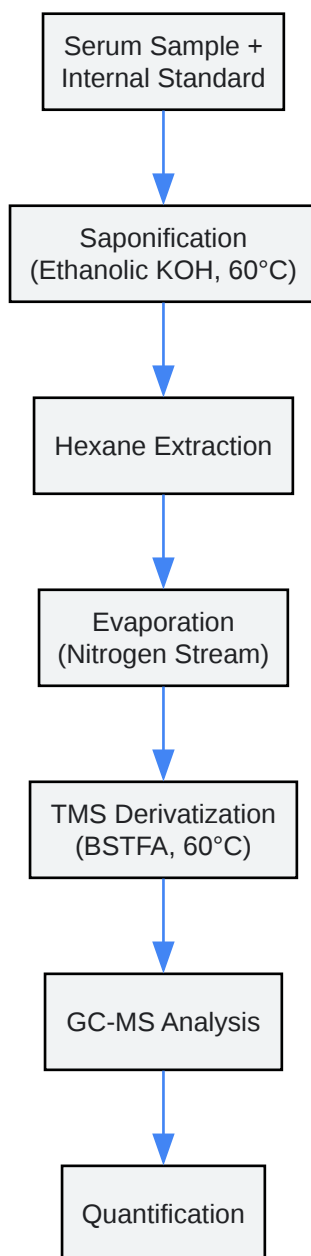 Serum Sample +
Internal Standard
Saponification
(Ethanolic KOH, 60°C)
Hexane Extraction
Evaporation
(Nitrogen Stream)
TMS Derivatization
(BSTFA, 60°C)
GC-MS Analysis
Quantification